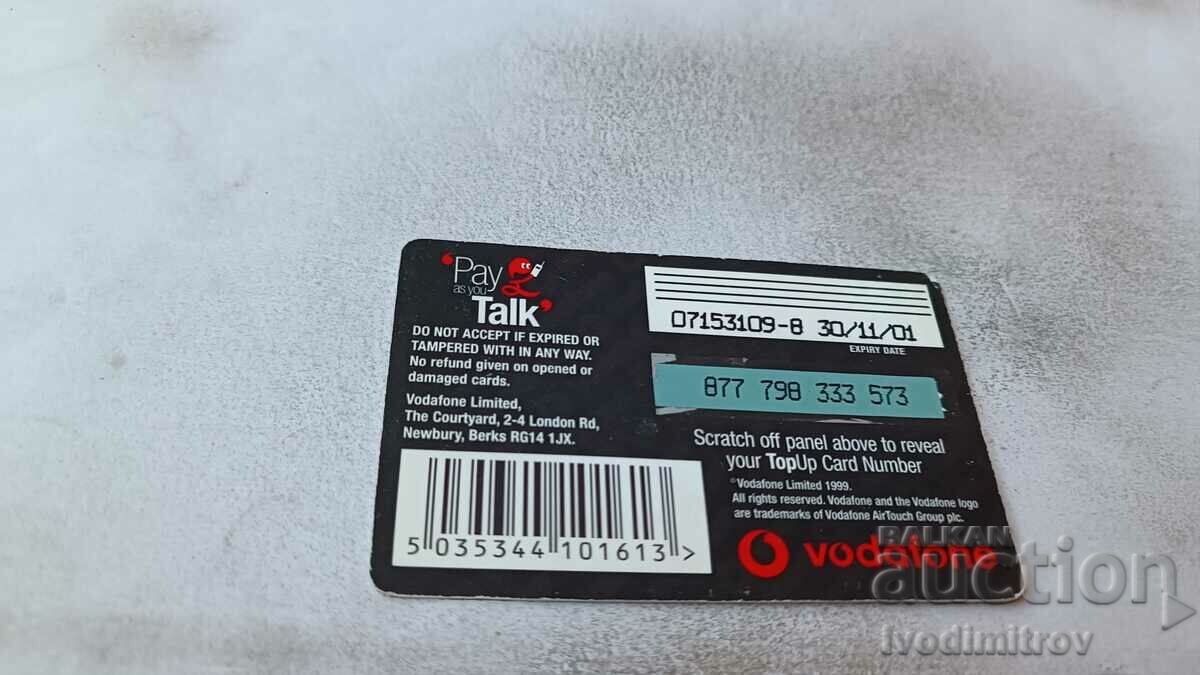 'Pay
as you
Talk'
DO NOT ACCEPT IF EXPIRED OR
TAMPERED WITH IN ANY WAY.
No refund given on opened or
damaged cards.
Vodafone Limited,
The Courtyard, 2-4 London Rd,
Newbury, Berks RG14 1JX.
5 035344 101613 >
07153109-8 30/11/01
EXPIRY DATE
877 798 333 573
Scratch off panel above to reveal
your TopUp Card Number
©Vodafone Limited 1999.
All rights reserved. Vodafone and the Vodafone logo
are trademarks of Vodafone AirTouch Group plc.
vodafone
BALKAN
auction
ivodimitrov